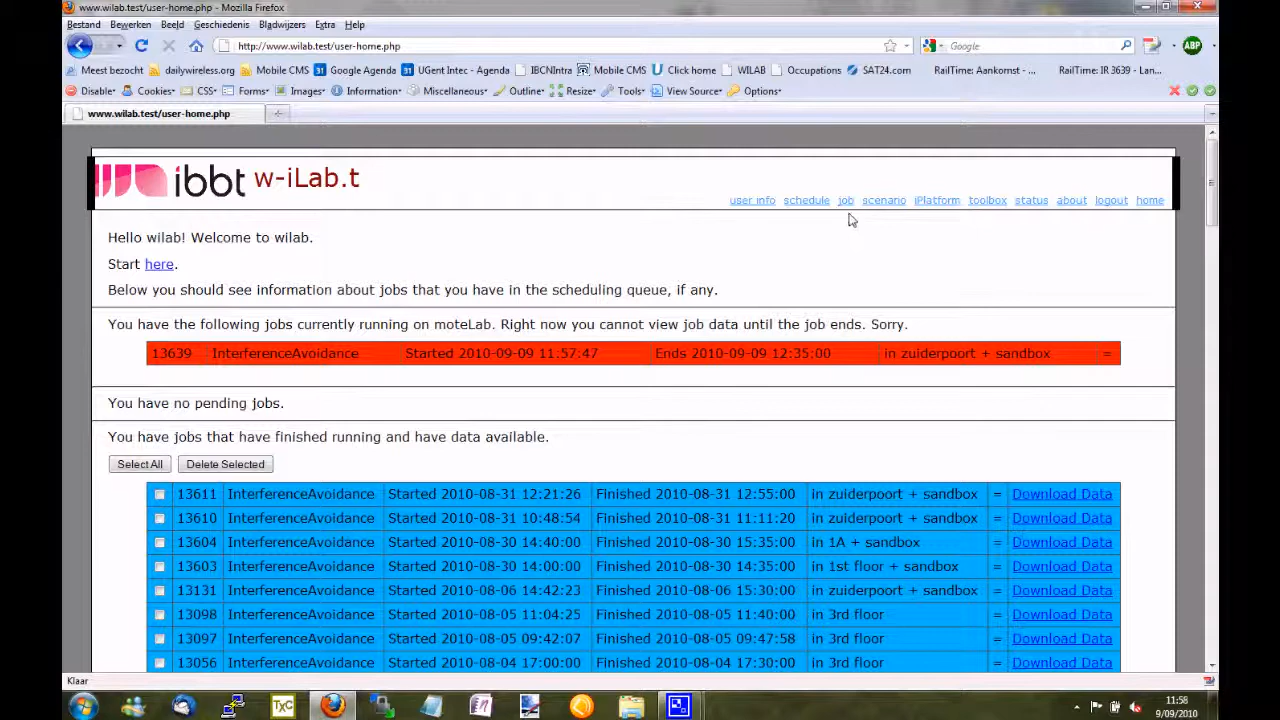 www.wilab.test/user-home.php - Mozilla Firefox
Bestand Bewerken Beeld Geschiedenis Bladwijzers Extra Help
http://www.wilab.test/user-home.php Google ABP
Meest bezocht dailywireless.org Mobile CMS 31 Google Agenda 31 UGent Intec - Agenda IBCNIntra Mobile CMS U Click home WILAB Occupations SAT24.com RailTime: Aankomst - ... RailTime: IR 3639 - Lan...
Disable Cookies CSS Forms Images Information Miscellaneous Outline Resize Tools View Source Options
www.wilab.test/user-home.php
ibbt w-iLab.t
user info schedule job scenario iPlatform toolbox status about logout home
Hello wilab! Welcome to wilab.
Start here.
Below you should see information about jobs that you have in the scheduling queue, if any.
You have the following jobs currently running on moteLab. Right now you cannot view job data until the job ends. Sorry.
13639 InterferenceAvoidance Started 2010-09-09 11:57:47 Ends 2010-09-09 12:35:00 in zuiderpoort + sandbox =
You have no pending jobs.
You have jobs that have finished running and have data available.
Select All Delete Selected
13611 InterferenceAvoidance Started 2010-08-31 12:21:26 Finished 2010-08-31 12:55:00 in zuiderpoort + sandbox = Download Data
13610 InterferenceAvoidance Started 2010-08-31 10:48:54 Finished 2010-08-31 11:11:20 in zuiderpoort + sandbox = Download Data
13604 InterferenceAvoidance Started 2010-08-30 14:40:00 Finished 2010-08-30 15:35:00 in 1A + sandbox = Download Data
13603 InterferenceAvoidance Started 2010-08-30 14:00:00 Finished 2010-08-30 14:35:00 in 1st floor + sandbox = Download Data
13131 InterferenceAvoidance Started 2010-08-06 14:42:23 Finished 2010-08-06 15:30:00 in zuiderpoort + sandbox = Download Data
13098 InterferenceAvoidance Started 2010-08-05 11:04:25 Finished 2010-08-05 11:40:00 in 3rd floor = Download Data
13097 InterferenceAvoidance Started 2010-08-05 09:42:07 Finished 2010-08-05 09:47:58 in 3rd floor = Download Data
13056 InterferenceAvoidance Started 2010-08-04 17:00:00 Finished 2010-08-04 17:30:00 in 3rd floor = Download Data
Klaar
TXC 11:58
9/09/2010